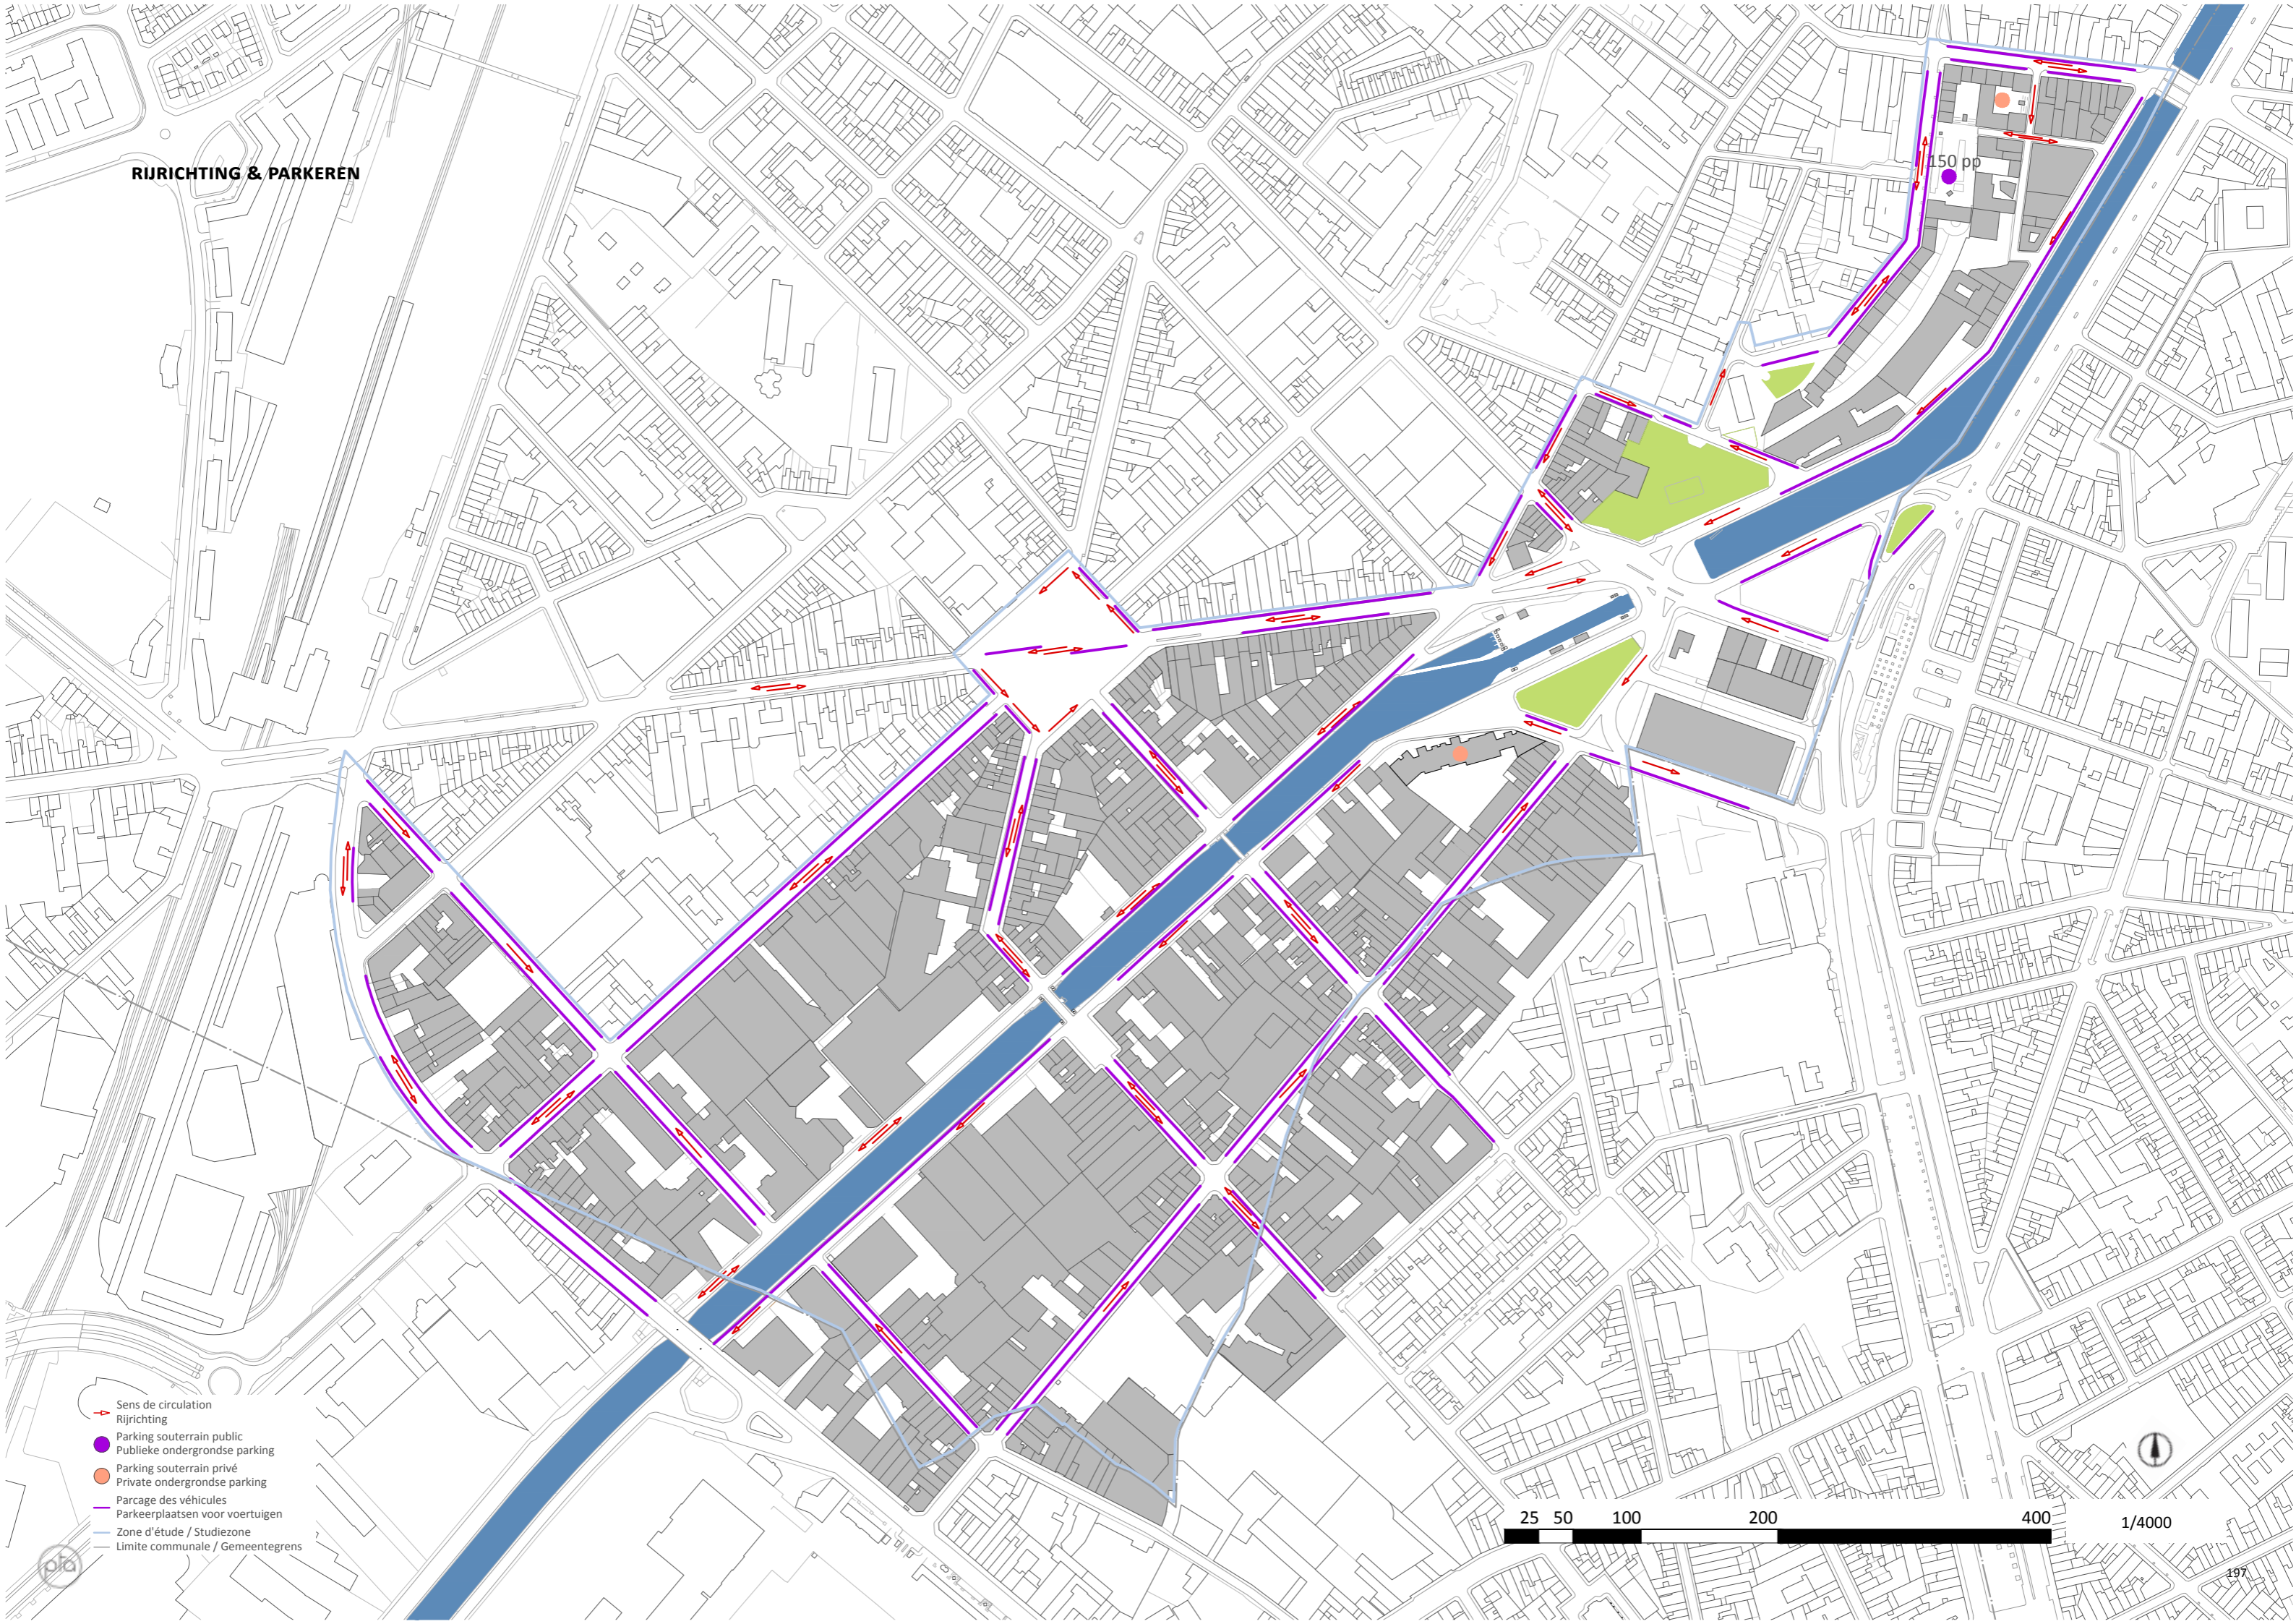 RIJRICHTING & PARKEREN
150 pp
Sens de circulation
Rijrichting
Parking souterrain public
Publieke ondergrondse parking
Parking souterrain privé
Private ondergrondse parking
Parcage des véhicules
Parkeerplaatsen voor voertuigen
Zone d'étude / Studiezone
Limite communale / Gemeentegrens
pta
25 50 100 200 400
1/4000
197